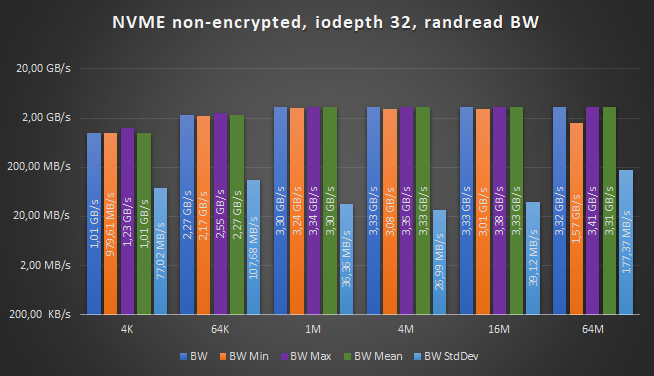 NVME non-encrypted, iodepth 32, randread BW
20,00 GB/s
2,00 GB/s
200,00 MB/s
20,00 MB/s
2,00 MB/s
200,00 KB/s
1,01 GB/s
979,61 MB/s
1,23 GB/s
1,01 GB/s
77,02 MB/s
2,27 GB/s
2,17 GB/s
2,55 GB/s
2,27 GB/s
107,68 MB/s
3,30 GB/s
3,24 GB/s
3,34 GB/s
3,30 GB/s
36,36 MB/s
3,33 GB/s
3,08 GB/s
3,35 GB/s
3,33 GB/s
26,99 MB/s
3,33 GB/s
3,01 GB/s
3,38 GB/s
3,33 GB/s
39,12 MB/s
3,32 GB/s
1,57 GB/s
3,41 GB/s
3,31 GB/s
177,37 MB/s
4K 64K 1M 4M 16M 64M
BW BW Min BW Max BW Mean BW StdDev